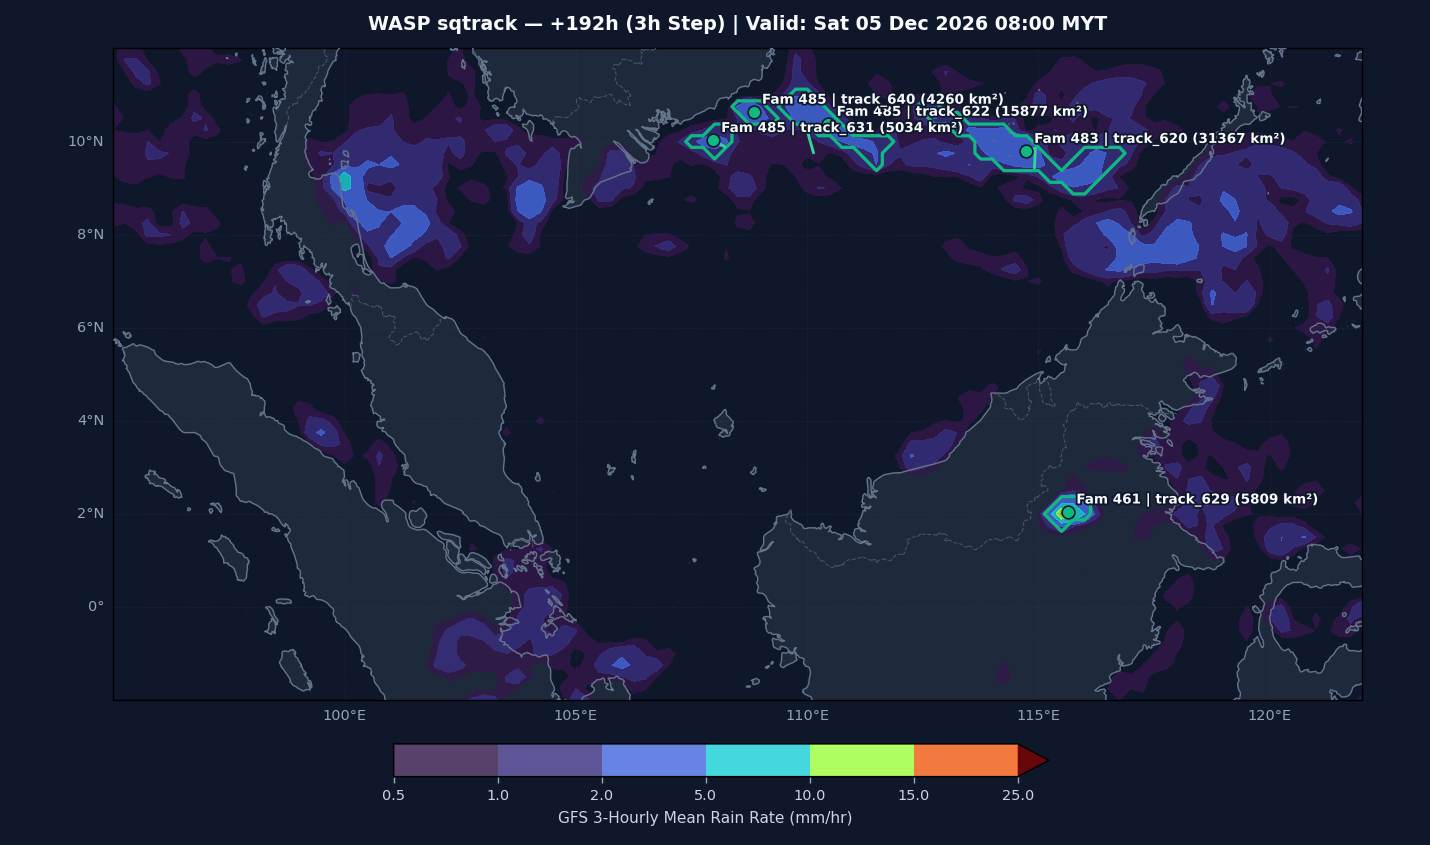 WASP sqtrack — +192h (3h Step) | Valid: Sat 05 Dec 2026 08:00 MYT
Fam 485 | track_640 (4260 km²)
Fam 485 | track_622 (15877 km²)
Fam 485 | track_631 (5034 km²)
Fam 483 | track_620 (31367 km²)
Fam 461 | track_629 (5809 km²)
10°N
8°N
6°N
4°N
2°N
0°
100°E 105°E 110°E 115°E 120°E
0.5 1.0 2.0 5.0 10.0 15.0 25.0
GFS 3-Hourly Mean Rain Rate (mm/hr)